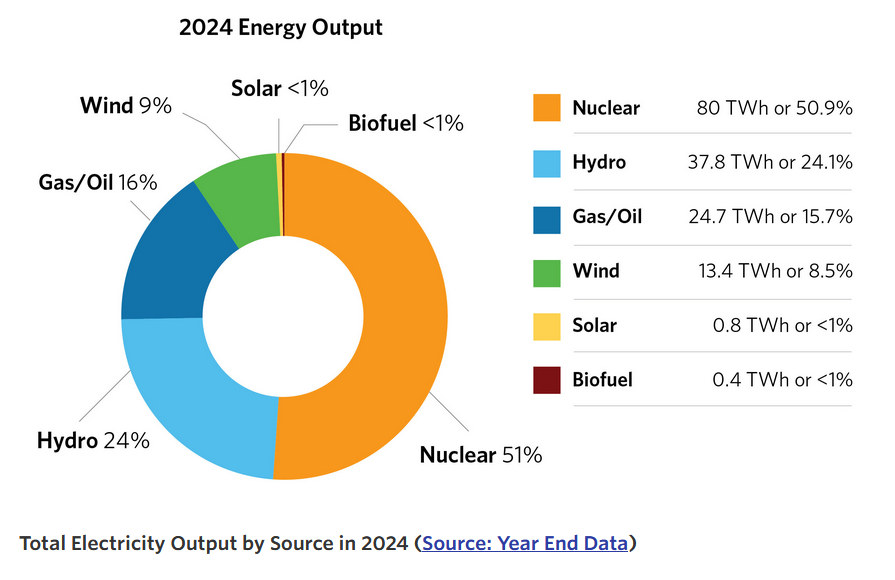 2024 Energy Output
Solar <1%
Wind 9%
Biofuel <1%
Gas/Oil 16%
Hydro 24%
Nuclear 51%
Nuclear 80 TWh or 50.9%
Hydro 37.8 TWh or 24.1%
Gas/Oil 24.7 TWh or 15.7%
Wind 13.4 TWh or 8.5%
Solar 0.8 TWh or <1%
Biofuel 0.4 TWh or <1%
Total Electricity Output by Source in 2024 (Source: Year End Data)